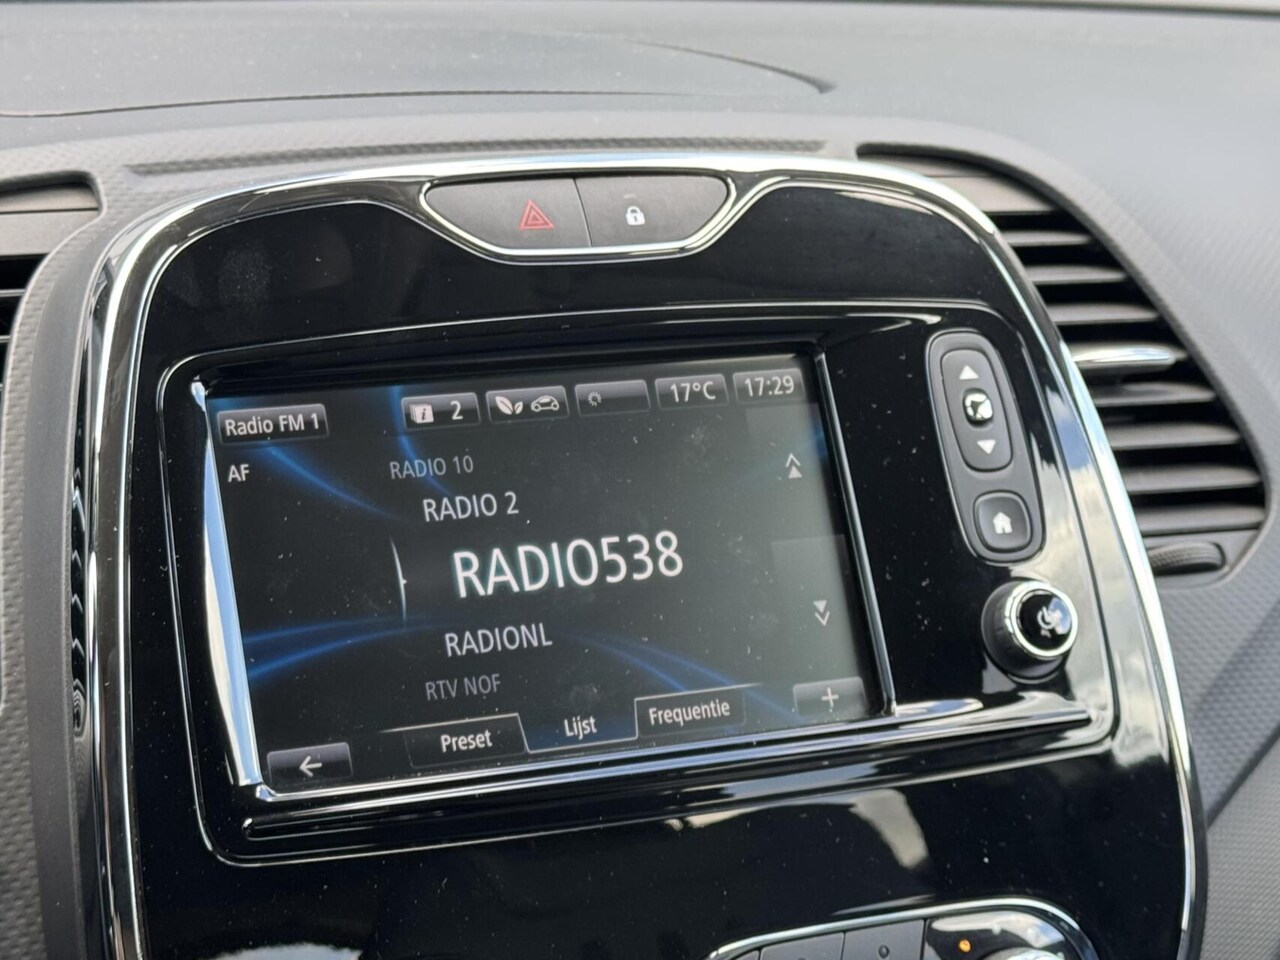 Radio FM 1
i 2
17°C
17:29
AF
RADIO 10
RADIO 2
RADIO538
RADIONL
RTV NOF
Preset
Lijst
Frequentie
+